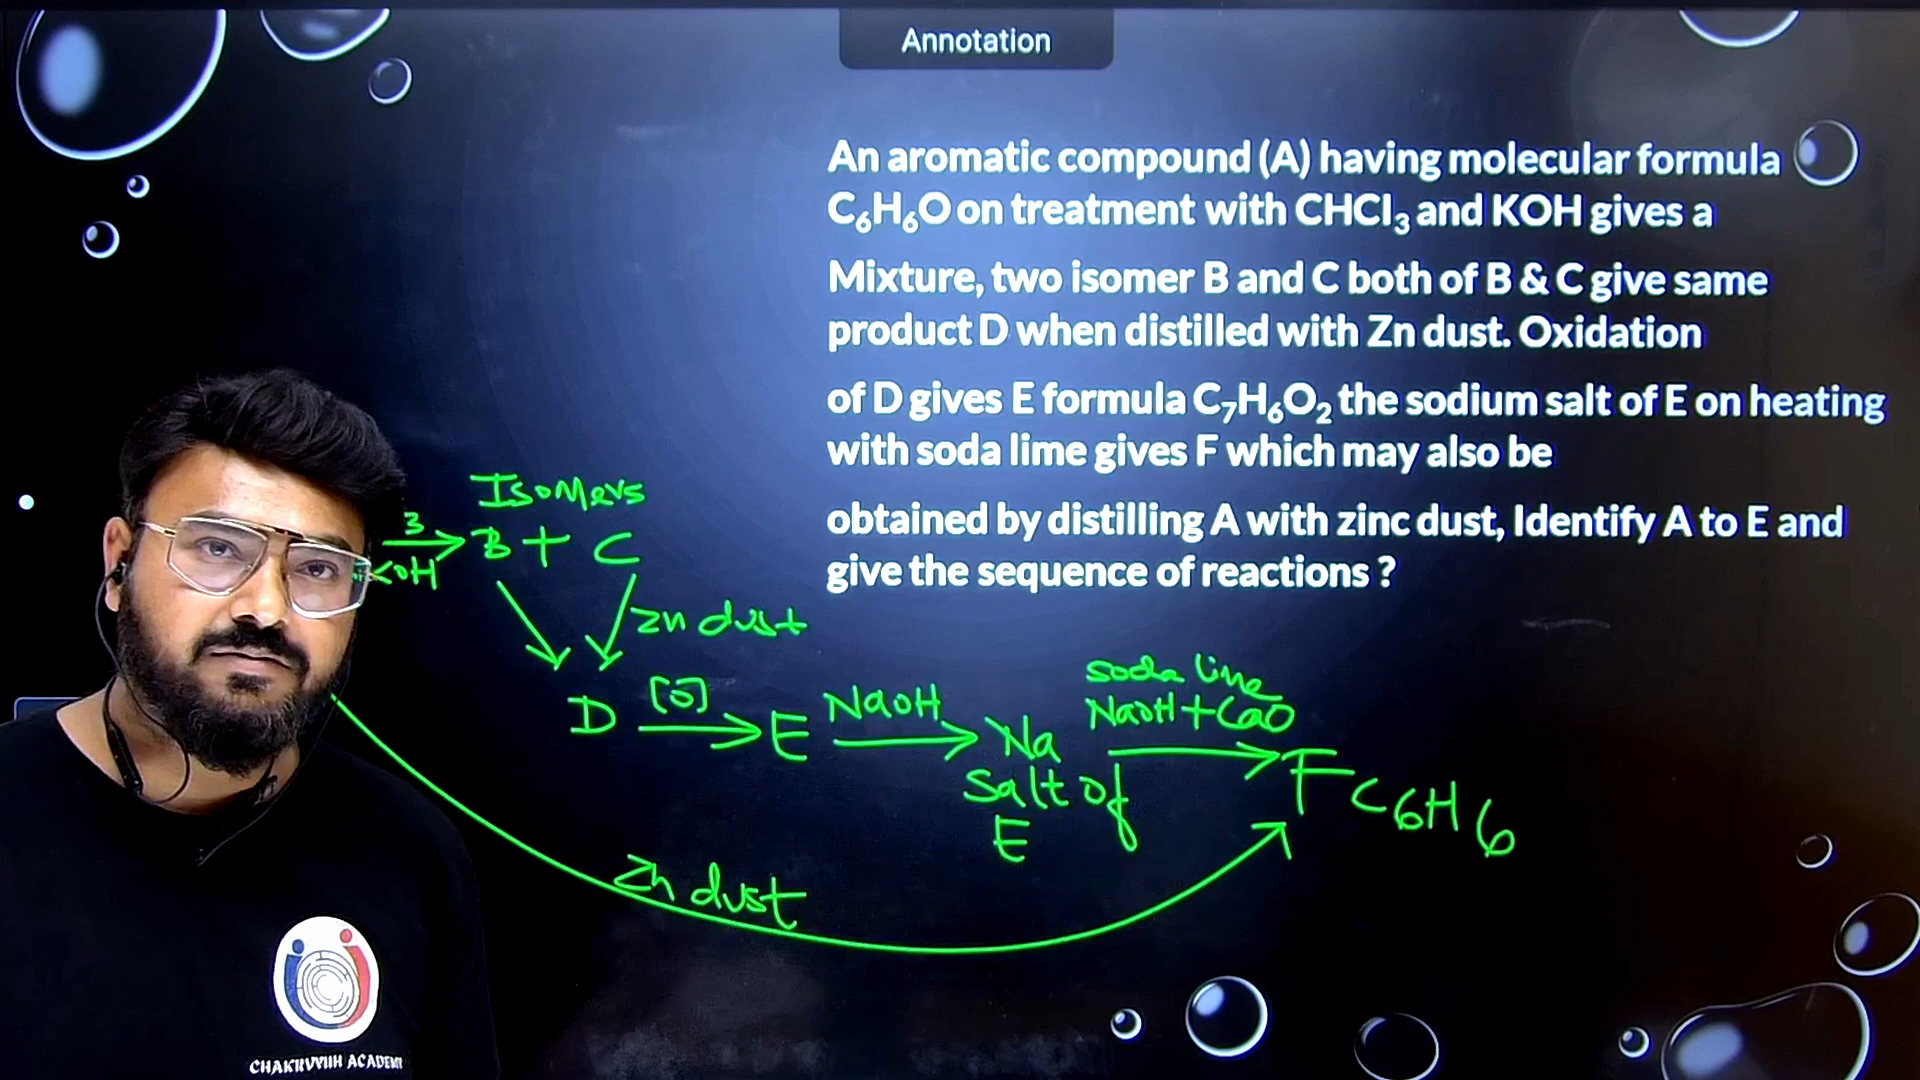 Annotation
An aromatic compound (A) having molecular formula
C₆H₆O on treatment with CHCl₃ and KOH gives a
Mixture, two isomer B and C both of B & C give same
product D when distilled with Zn dust. Oxidation
of D gives E formula C₇H₆O₂ the sodium salt of E on heating
with soda lime gives F which may also be
obtained by distilling A with zinc dust, Identify A to E and
give the sequence of reactions ?
Isomers
3
B + C
KOH
Zn dust
D [O] E NaOH Na
salt of
E
soda lime
NaOH + CaO
F C6H6
Zn dust
CHAKRVYUH ACADEMY